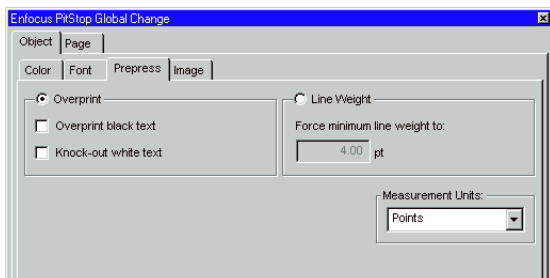 Enfocus PitStop Global Change
Object Page
Color Font Prepress Image
Overprint
Overprint black text
Knock-out white text
Line Weight
Force minimum line weight to:
4.00 pt
Measurement Units:
Points